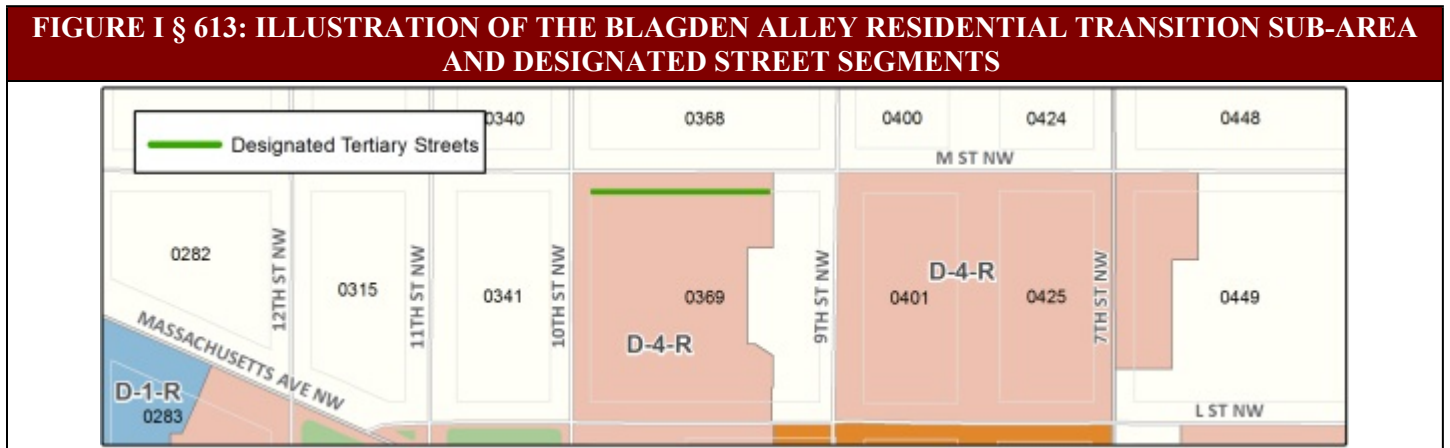 FIGURE I § 613: ILLUSTRATION OF THE BLAGDEN ALLEY RESIDENTIAL TRANSITION SUB-AREA
AND DESIGNATED STREET SEGMENTS
Designated Tertiary Streets
0340
0368
0400
0424
0448
M ST NW
0282
12TH ST NW
0315
11TH ST NW
0341
10TH ST NW
0369
D-4-R
9TH ST NW
0401
D-4-R
0425
7TH ST NW
0449
MASSACHUSETTS AVE NW
D-1-R
0283
L ST NW